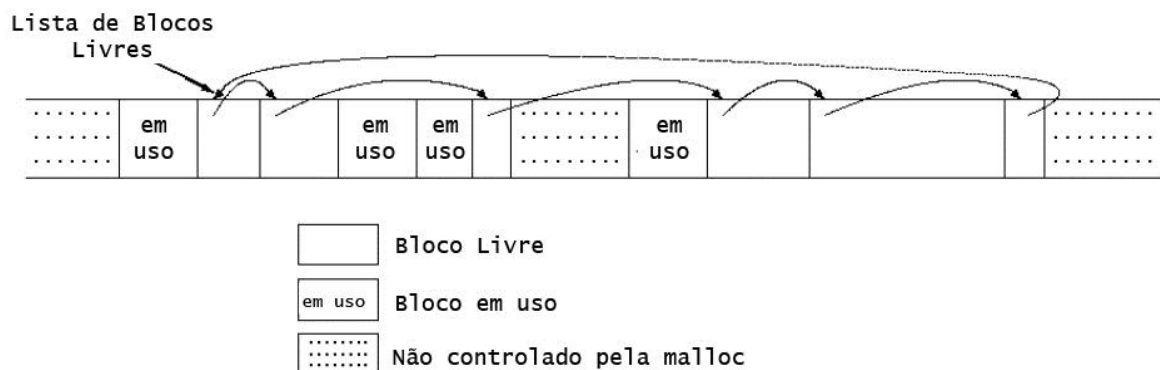 Lista de Blocos
Livres
em
uso
em
uso
em
uso
em
uso
Bloco Livre
em uso
Bloco em uso
Não controlado pela malloc